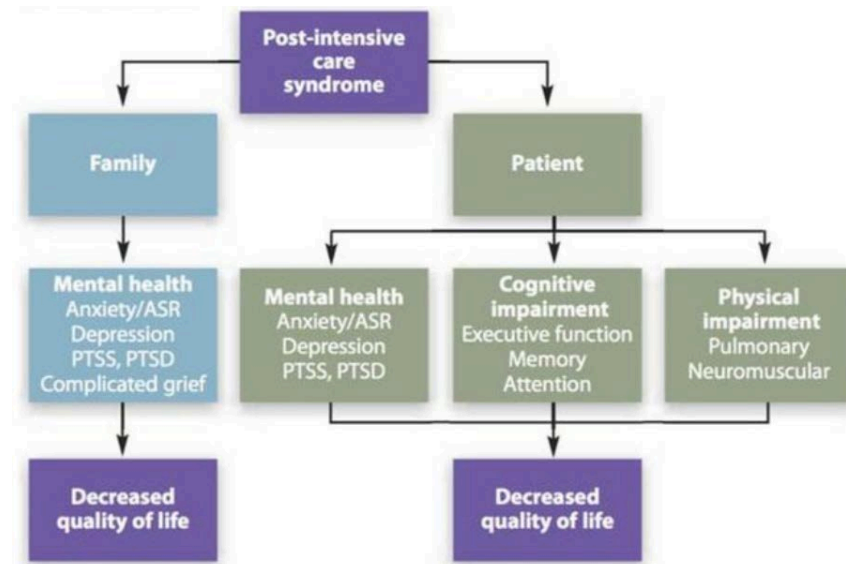 Post-intensive
care
syndrome
Family
Patient
Mental health
Anxiety/ASR
Depression
PTSS, PTSD
Complicated grief
Mental health
Anxiety/ASR
Depression
PTSS, PTSD
Cognitive
impairment
Executive function
Memory
Attention
Physical
impairment
Pulmonary
Neuromuscular
Decreased
quality of life
Decreased
quality of life